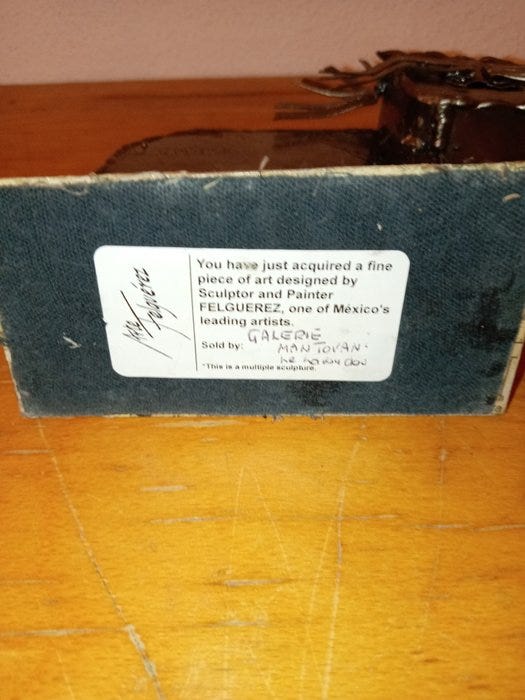 Felguérez
You have just acquired a fine
piece of art designed by
Sculptor and Painter
FELGUEREZ, one of México's
leading artists.
Sold by: GALERIE
MANTOVAN
*This is a multiple sculpture.